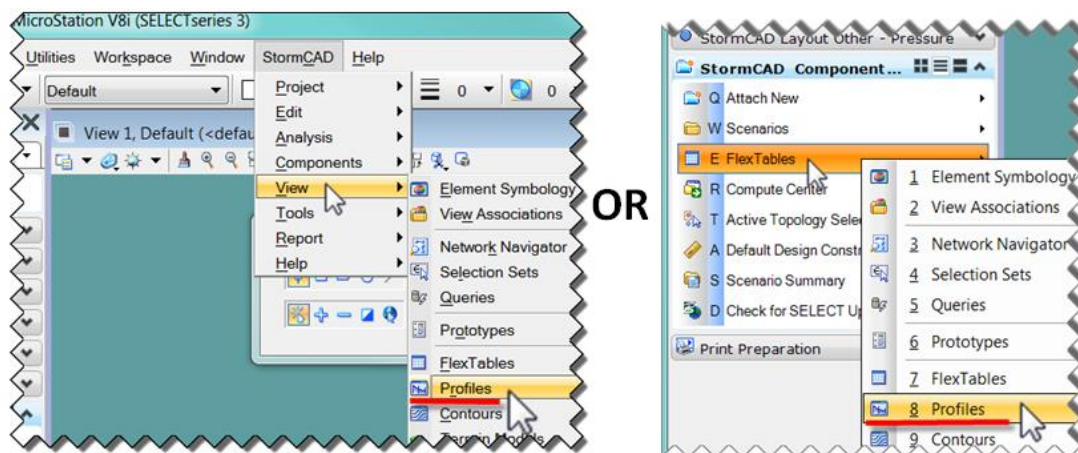 MicroStation V8i (SELECTseries 3)
Utilities Workspace Window StormCAD Help
Default 0 0
View 1, Default (<defau
Project
Edit
Analysis
Components
View
Tools
Report
Help
Element Symbology
View Associations
Network Navigator
Selection Sets
Queries
Prototypes
FlexTables
Profiles
Contours
Terrain Models
OR
StormCAD Layout Other - Pressure
StormCAD Component...
Q Attach New
W Scenarios
E FlexTables
R Compute Center
T Active Topology Sele
A Default Design Constr
S Scenario Summary
D Check for SELECT Up
Print Preparation
1 Element Symbology
2 View Associations
3 Network Navigator
4 Selection Sets
5 Queries
6 Prototypes
7 FlexTables
8 Profiles
9 Contours